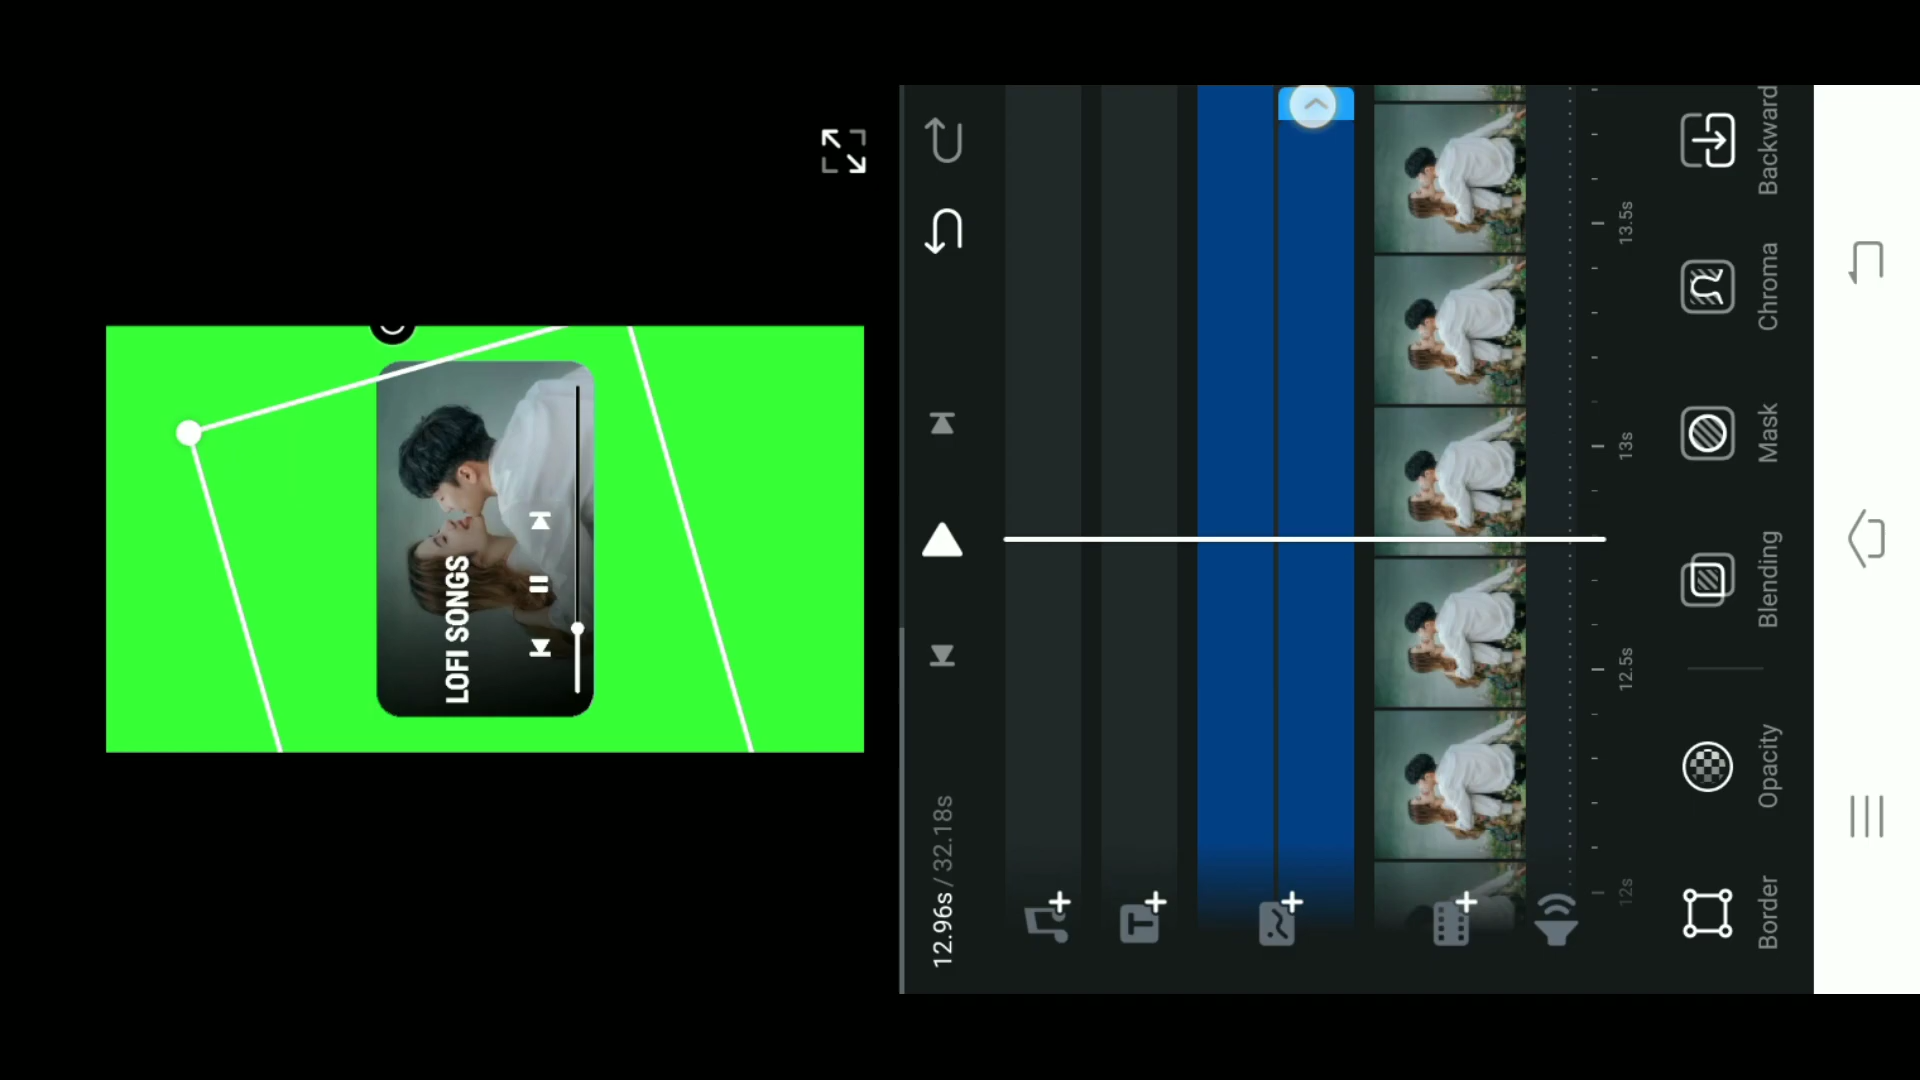 LOFI SONGS
12.96s / 32.18s
12s
12.5s
13s
13.5s
Border
Opacity
Blending
Mask
Chroma
Backward